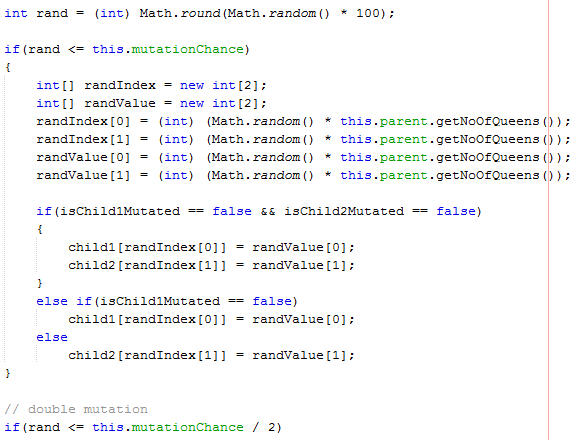 int rand = (int) Math.round(Math.random() * 100);
if(rand <= this.mutationChance)
{
int[] randIndex = new int[2];
int[] randValue = new int[2];
randIndex[0] = (int) (Math.random() * this.parent.getNoOfQueens());
randIndex[1] = (int) (Math.random() * this.parent.getNoOfQueens());
randValue[0] = (int) (Math.random() * this.parent.getNoOfQueens());
randValue[1] = (int) (Math.random() * this.parent.getNoOfQueens());
if(isChild1Mutated == false && isChild2Mutated == false)
{
child1[randIndex[0]] = randValue[0];
child2[randIndex[1]] = randValue[1];
}
else if(isChild1Mutated == false)
child1[randIndex[0]] = randValue[0];
else
child2[randIndex[1]] = randValue[1];
}
// double mutation
if(rand <= this.mutationChance / 2)